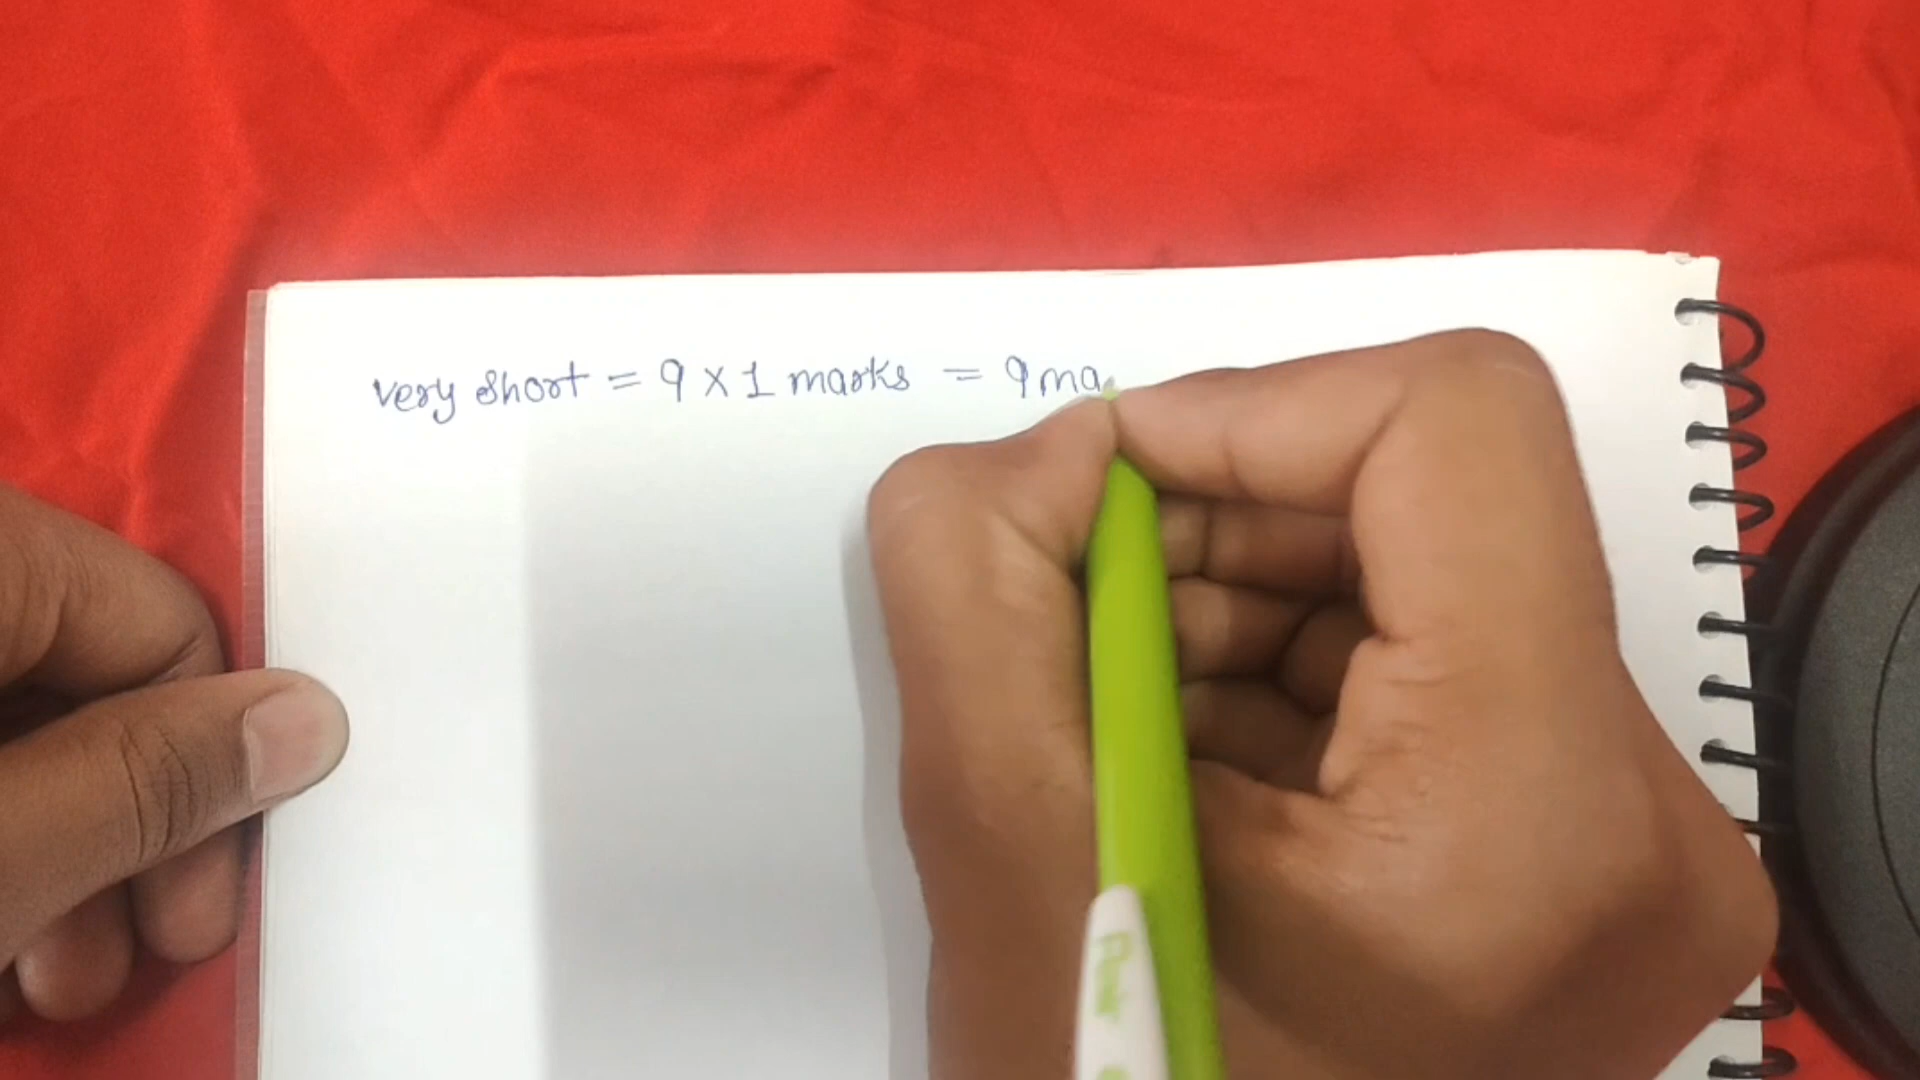 very short = 9 x 1 marks = 9 ma